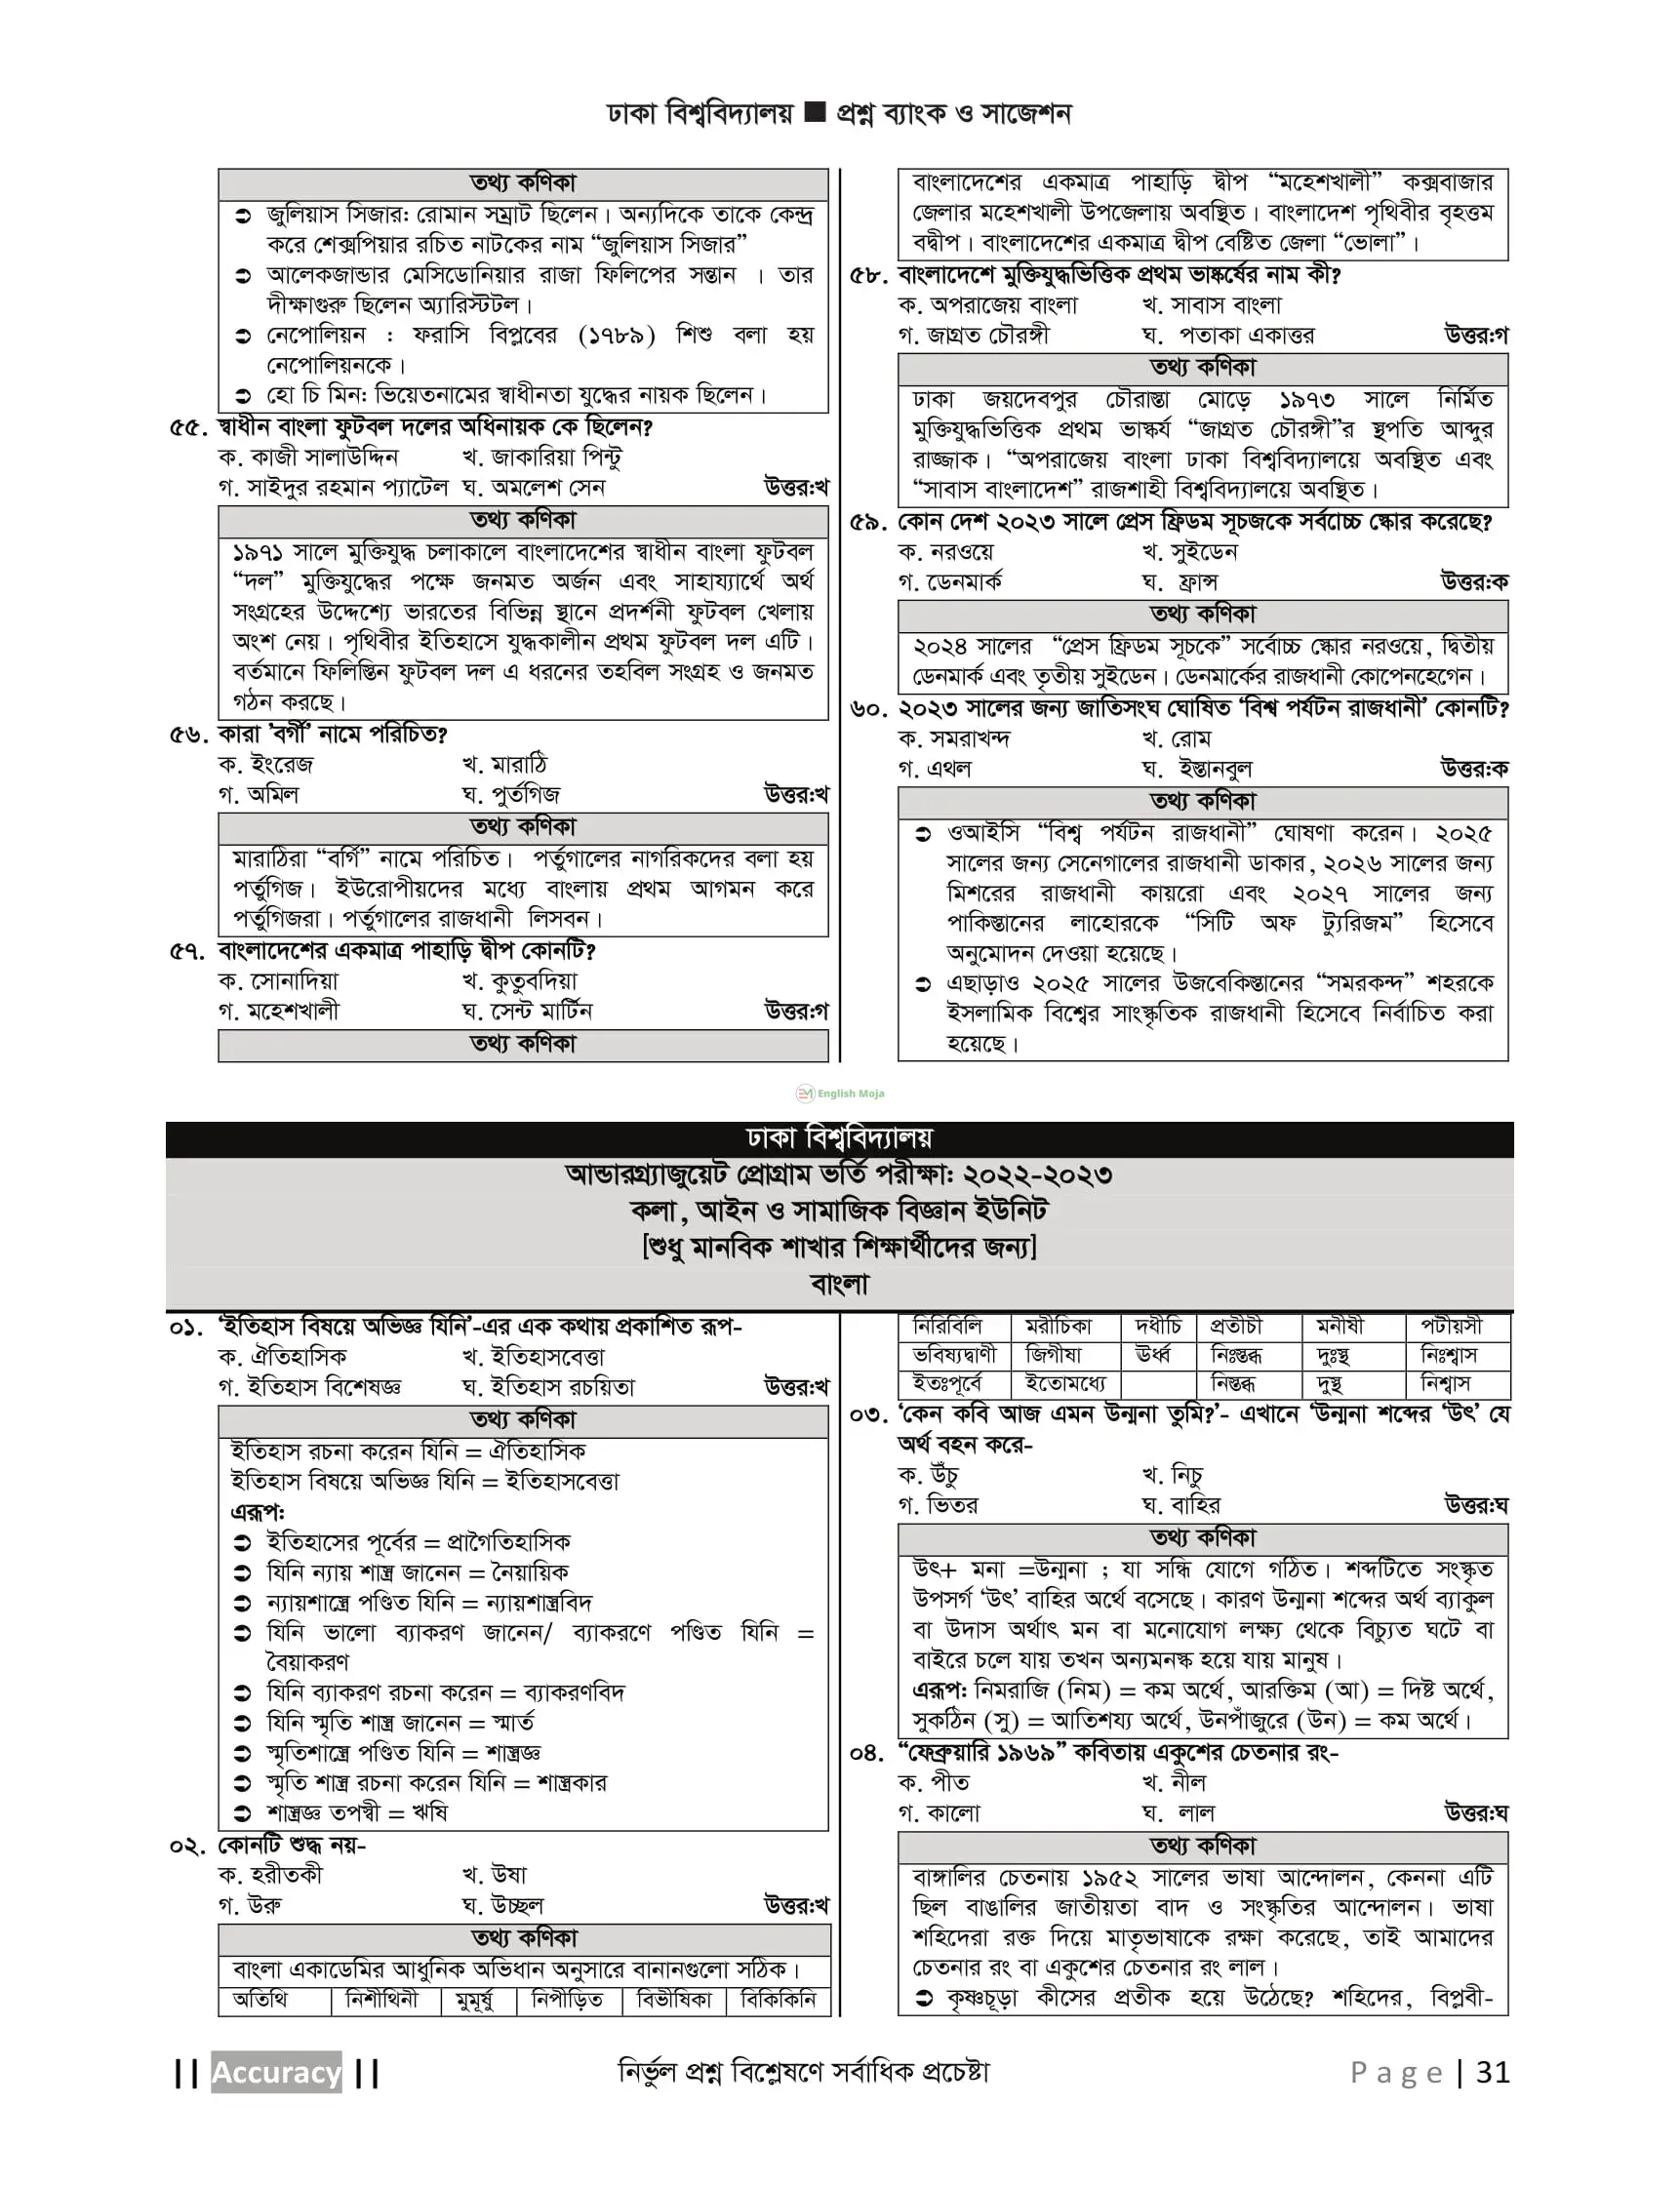 ঢাকা বিশ্ববিদ্যালয় ■ প্রশ্ন ব্যাংক ও সাজেশন
তথ্য কণিকা
➲ জুলিয়াস সিজার: রোমান সম্রাট ছিলেন। অন্যদিকে তাকে কেন্দ্র
করে শেক্সপিয়ার রচিত নাটকের নাম “জুলিয়াস সিজার”
➲ আলেকজান্ডার মেসিডোনিয়ার রাজা ফিলিপের সন্তান । তার
দীক্ষাগুরু ছিলেন অ্যারিস্টটল।
➲ নেপোলিয়ন : ফরাসি বিপ্লবের (১৭৮৯) শিশু বলা হয়
নেপোলিয়নকে।
➲ হো চি মিন: ভিয়েতনামের স্বাধীনতা যুদ্ধের নায়ক ছিলেন।
৫৫. স্বাধীন বাংলা ফুটবল দলের অধিনায়ক কে ছিলেন?
ক. কাজী সালাউদ্দিন খ. জাকারিয়া পিন্টু
গ. সাইদুর রহমান প্যাটেল ঘ. অমলেশ সেন উত্তর:খ
তথ্য কণিকা
১৯৭১ সালে মুক্তিযুদ্ধ চলাকালে বাংলাদেশের স্বাধীন বাংলা ফুটবল
“দল” মুক্তিযুদ্ধের পক্ষে জনমত অর্জন এবং সাহায্যার্থে অর্থ
সংগ্রহের উদ্দেশ্যে ভারতের বিভিন্ন স্থানে প্রদর্শনী ফুটবল খেলায়
অংশ নেয়। পৃথিবীর ইতিহাসে যুদ্ধকালীন প্রথম ফুটবল দল এটি।
বর্তমানে ফিলিস্তিন ফুটবল দল এ ধরনের তহবিল সংগ্রহ ও জনমত
গঠন করছে।
৫৬. কারা ’বর্গী’ নামে পরিচিত?
ক. ইংরেজ খ. মারাঠি
গ. অমিল ঘ. পুর্তগিজ উত্তর:খ
তথ্য কণিকা
মারাঠিরা “বর্গি” নামে পরিচিত। পর্তুগালের নাগরিকদের বলা হয়
পর্তুগিজ। ইউরোপীয়দের মধ্যে বাংলায় প্রথম আগমন করে
পর্তুগিজরা। পর্তুগালের রাজধানী লিসবন।
৫৭. বাংলাদেশের একমাত্র পাহাড়ি দ্বীপ কোনটি?
ক. সোনাদিয়া খ. কুতুবদিয়া
গ. মহেশখালী ঘ. সেন্ট মার্টিন উত্তর:গ
তথ্য কণিকা
বাংলাদেশের একমাত্র পাহাড়ি দ্বীপ “মহেশখালী” কক্সবাজার
জেলার মহেশখালী উপজেলায় অবস্থিত। বাংলাদেশ পৃথিবীর বৃহত্তম
বদ্বীপ। বাংলাদেশের একমাত্র দ্বীপ বেষ্টিত জেলা “ভোলা”।
৫৮. বাংলাদেশে মুক্তিযুদ্ধভিত্তিক প্রথম ভাষ্কর্ষের নাম কী?
ক. অপরাজেয় বাংলা খ. সাবাস বাংলা
গ. জাগ্রত চৌরঙ্গী ঘ. পতাকা একাত্তর উত্তর:গ
তথ্য কণিকা
ঢাকা জয়দেবপুর চৌরাস্তা মোড়ে ১৯৭৩ সালে নির্মিত
মুক্তিযুদ্ধভিত্তিক প্রথম ভাস্কর্য “জাগ্রত চৌরঙ্গী”র স্থপতি আব্দুর
রাজ্জাক। “অপরাজেয় বাংলা ঢাকা বিশ্ববিদ্যালয়ে অবস্থিত এবং
“সাবাস বাংলাদেশ” রাজশাহী বিশ্ববিদ্যালয়ে অবস্থিত।
৫৯. কোন দেশ ২০২৩ সালে প্রেস ফ্রিডম সূচজকে সর্বোচ্চ স্কোর করেছে?
ক. নরওয়ে খ. সুইডেন
গ. ডেনমার্ক ঘ. ফ্রান্স উত্তর:ক
তথ্য কণিকা
২০২৪ সালের “প্রেস ফ্রিডম সূচকে” সর্বোচ্চ স্কোর নরওয়ে, দ্বিতীয়
ডেনমার্ক এবং তৃতীয় সুইডেন। ডেনমার্কের রাজধানী কোপেনহেগেন।
৬০. ২০২৩ সালের জন্য জাতিসংঘ ঘোষিত ‘বিশ্ব পর্যটন রাজধানী’ কোনটি?
ক. সমরাখন্দ খ. রোম
গ. এথল ঘ. ইস্তানবুল উত্তর:ক
তথ্য কণিকা
➲ ওআইসি “বিশ্ব পর্যটন রাজধানী” ঘোষণা করেন। ২০২৫
সালের জন্য সেনেগালের রাজধানী ডাকার, ২০২৬ সালের জন্য
মিশরের রাজধানী কায়রো এবং ২০২৭ সালের জন্য
পাকিস্তানের লাহোরকে “সিটি অফ ট্যুরিজম” হিসেবে
অনুমোদন দেওয়া হয়েছে।
➲ এছাড়াও ২০২৫ সালের উজবেকিস্তানের “সমরকন্দ” শহরকে
ইসলামিক বিশ্বের সাংস্কৃতিক রাজধানী হিসেবে নির্বাচিত করা
হয়েছে।
English Moja
ঢাকা বিশ্ববিদ্যালয়
আন্ডারগ্র্যাজুয়েট প্রোগ্রাম ভর্তি পরীক্ষা: ২০২২-২০২৩
কলা, আইন ও সামাজিক বিজ্ঞান ইউনিট
[শুধু মানবিক শাখার শিক্ষার্থীদের জন্য]
বাংলা
০১. ‘ইতিহাস বিষয়ে অভিজ্ঞ যিনি’-এর এক কথায় প্রকাশিত রূপ-
ক. ঐতিহাসিক খ. ইতিহাসবেত্তা
গ. ইতিহাস বিশেষজ্ঞ ঘ. ইতিহাস রচয়িতা উত্তর:খ
তথ্য কণিকা
ইতিহাস রচনা করেন যিনি = ঐতিহাসিক
ইতিহাস বিষয়ে অভিজ্ঞ যিনি = ইতিহাসবেত্তা
এরূপ:
➲ ইতিহাসের পূর্বের = প্রাগৈতিহাসিক
➲ যিনি ন্যায় শাস্ত্র জানেন = নৈয়ায়িক
➲ ন্যায়শাস্ত্রে পণ্ডিত যিনি = ন্যায়শাস্ত্রবিদ
➲ যিনি ভালো ব্যাকরণ জানেন/ ব্যাকরণে পণ্ডিত যিনি =
বৈয়াকরণ
➲ যিনি ব্যাকরণ রচনা করেন = ব্যাকরণবিদ
➲ যিনি স্মৃতি শাস্ত্র জানেন = স্মার্ত
➲ স্মৃতিশাস্ত্রে পণ্ডিত যিনি = শাস্ত্রজ্ঞ
➲ স্মৃতি শাস্ত্র রচনা করেন যিনি = শাস্ত্রকার
➲ শাস্ত্রজ্ঞ তপস্বী = ঋষি
০২. কোনটি শুদ্ধ নয়-
ক. হরীতকী খ. উষা
গ. উরু ঘ. উচ্ছল উত্তর:খ
তথ্য কণিকা
বাংলা একাডেমির আধুনিক অভিধান অনুসারে বানানগুলো সঠিক।
অতিথি নিশীথিনী মুমূর্ষু নিপীড়িত বিভীষিকা বিকিকিনি
নিরিবিলি মরীচিকা দধীচি প্রতীচী মনীষী পটীয়সী
ভবিষ্যদ্বাণী জিগীষা ঊর্ধ্ব নিঃস্তব্ধ দুঃস্থ নিঃশ্বাস
ইতঃপূর্বে ইতোমধ্যে নিস্তব্ধ দুস্থ নিশ্বাস
০৩. ‘কেন কবি আজ এমন উন্মনা তুমি?’- এখানে ‘উন্মনা শব্দের ‘উৎ’ যে
অর্থ বহন করে-
ক. উঁচু খ. নিচু
গ. ভিতর ঘ. বাহির উত্তর:ঘ
তথ্য কণিকা
উৎ+ মনা =উন্মনা ; যা সন্ধি যোগে গঠিত। শব্দটিতে সংস্কৃত
উপসর্গ ‘উৎ’ বাহির অর্থে বসেছে। কারণ উন্মনা শব্দের অর্থ ব্যাকুল
বা উদাস অর্থাৎ মন বা মনোযোগ লক্ষ্য থেকে বিচ্যুত ঘটে বা
বাইরে চলে যায় তখন অন্যমনস্ক হয়ে যায় মানুষ।
এরূপ: নিমরাজি (নিম) = কম অর্থে, আরক্তিম (আ) = দিষ্ট অর্থে,
সুকঠিন (সু) = আতিশয্য অর্থে, উনপাঁজুরে (উন) = কম অর্থে।
০৪. “ফেব্রুয়ারি ১৯৬৯” কবিতায় একুশের চেতনার রং-
ক. পীত খ. নীল
গ. কালো ঘ. লাল উত্তর:ঘ
তথ্য কণিকা
বাঙ্গালির চেতনায় ১৯৫২ সালের ভাষা আন্দোলন, কেননা এটি
ছিল বাঙালির জাতীয়তা বাদ ও সংস্কৃতির আন্দোলন। ভাষা
শহিদেরা রক্ত দিয়ে মাতৃভাষাকে রক্ষা করেছে, তাই আমাদের
চেতনার রং বা একুশের চেতনার রং লাল।
➲ কৃষ্ণচূড়া কীসের প্রতীক হয়ে উঠেছে? শহিদের, বিপ্লবী-
|| Accuracy || নির্ভুল প্রশ্ন বিশ্লেষণে সর্বাধিক প্রচেষ্টা Page | 31